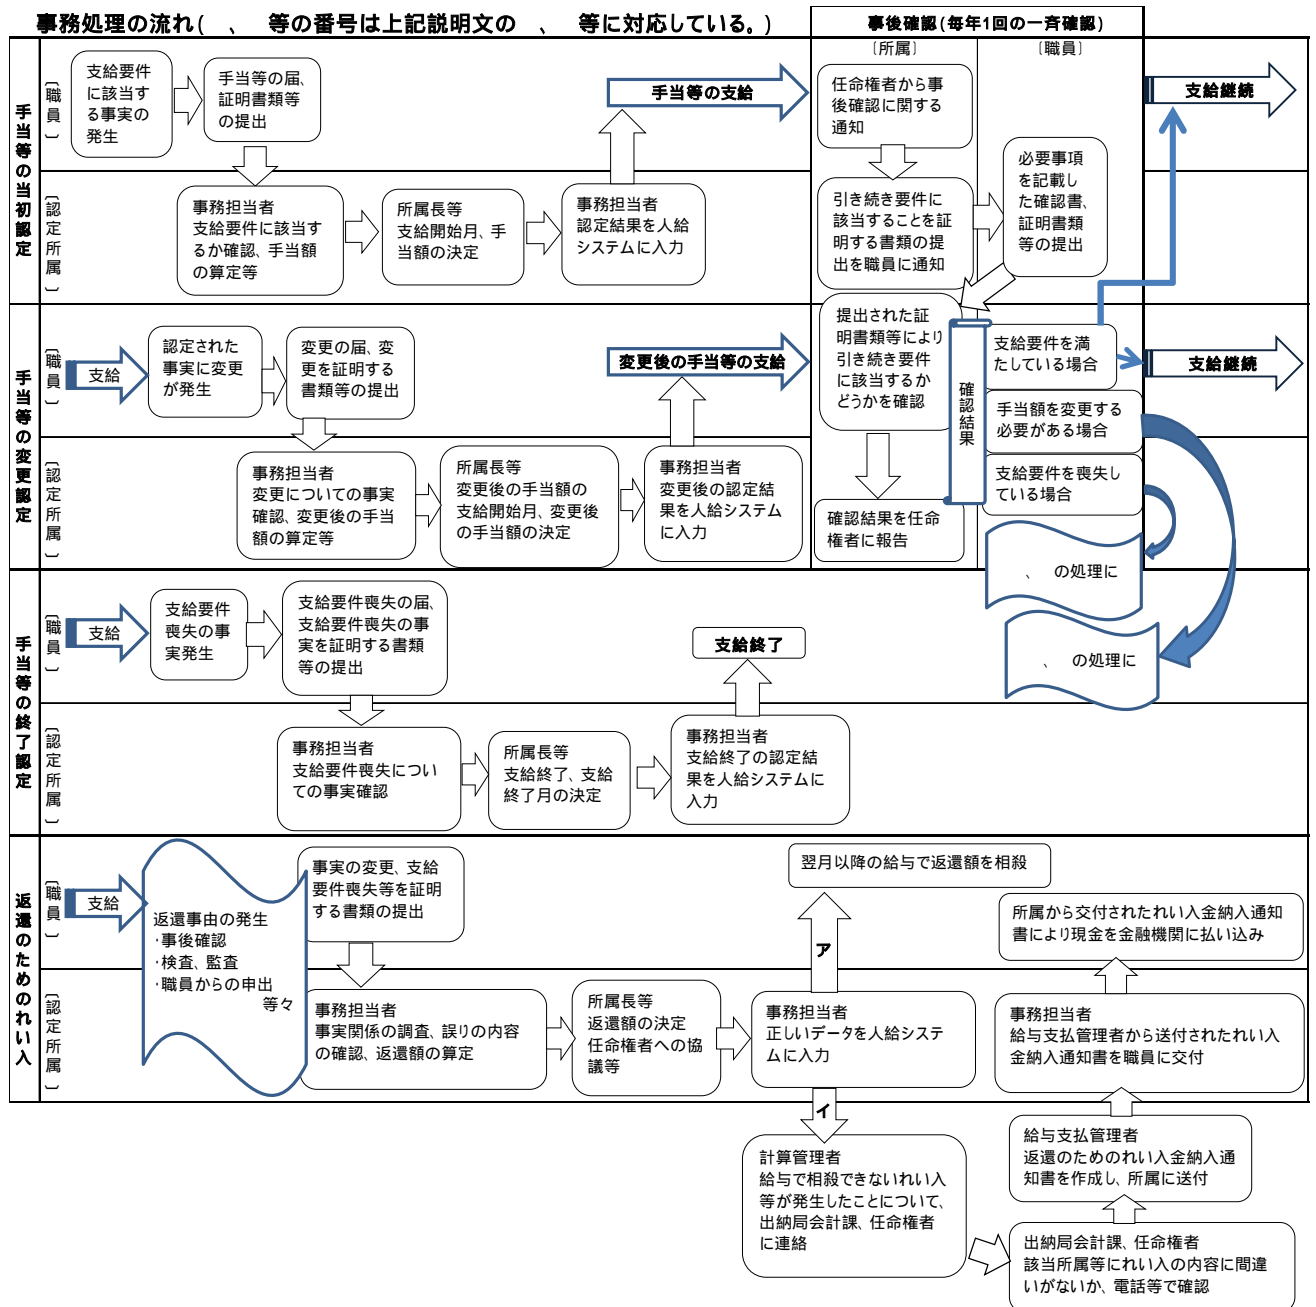 事務処理の流れ(　、　等の番号は上記説明文の　、　等に対応している。)
事後確認(毎年1回の一斉確認)
[所属]
[職員]
手当等の当初認定
[職員]
支給要件
に該当す
る事実の
発生
手当等の届、
証明書類等
の提出
手当等の支給
任命権者から事
後確認に関する
通知
支給継続
[認定所属]
事務担当者
支給要件に該当す
るか確認、手当額
の算定等
所属長等
支給開始月、手
当額の決定
事務担当者
認定結果を人給
システムに入力
引き続き要件に
該当することを証
明する書類の提
出を職員に通知
必要事項
を記載し
た確認書、
証明書類
等の提出
手当等の変更認定
[職員]
支給
認定された
事実に変更
が発生
変更の届、変
更を証明する
書類等の提出
変更後の手当等の支給
提出された証
明書類等により
引き続き要件
に該当するか
どうかを確認
確認結果
支給要件を満
たしている場合
支給継続
手当額を変更する
必要がある場合
支給要件を喪失し
ている場合
[認定所属]
事務担当者
変更についての事実
確認、変更後の手当
額の算定等
所属長等
変更後の手当額の
支給開始月、変更後
の手当額の決定
事務担当者
変更後の認定結
果を人給システム
に入力
確認結果を任命
権者に報告
、　の処理に
、　の処理に
手当等の終了認定
[職員]
支給
支給要件
喪失の事
実発生
支給要件喪失の届、
支給要件喪失の事
実を証明する書類
等の提出
支給終了
[認定所属]
事務担当者
支給要件喪失につい
ての事実確認
所属長等
支給終了、支給
終了月の決定
事務担当者
支給終了の認定結
果を人給システムに
入力
返還のためのれい入
[職員]
支給
返還事由の発生
・事後確認
・検査、監査
・職員からの申出
等々
事実の変更、支給
要件喪失等を証明
する書類の提出
翌月以降の給与で返還額を相殺
ア
所属から交付されたれい入金納入通知
書により現金を金融機関に払い込み
[認定所属]
事務担当者
事実関係の調査、誤りの内容
の確認、返還額の算定
所属長等
返還額の決定
任命権者への協
議等
事務担当者
正しいデータを人給システ
ムに入力
事務担当者
給与支払管理者から送付されたれい入
金納入通知書を職員に交付
イ
計算管理者
給与で相殺できないれい入
等が発生したことについて、
出納局会計課、任命権者
に連絡
給与支払管理者
返還のためのれい入金納入通
知書を作成し、所属に送付
出納局会計課、任命権者
該当所属等にれい入の内容に間違
いがないか、電話等で確認